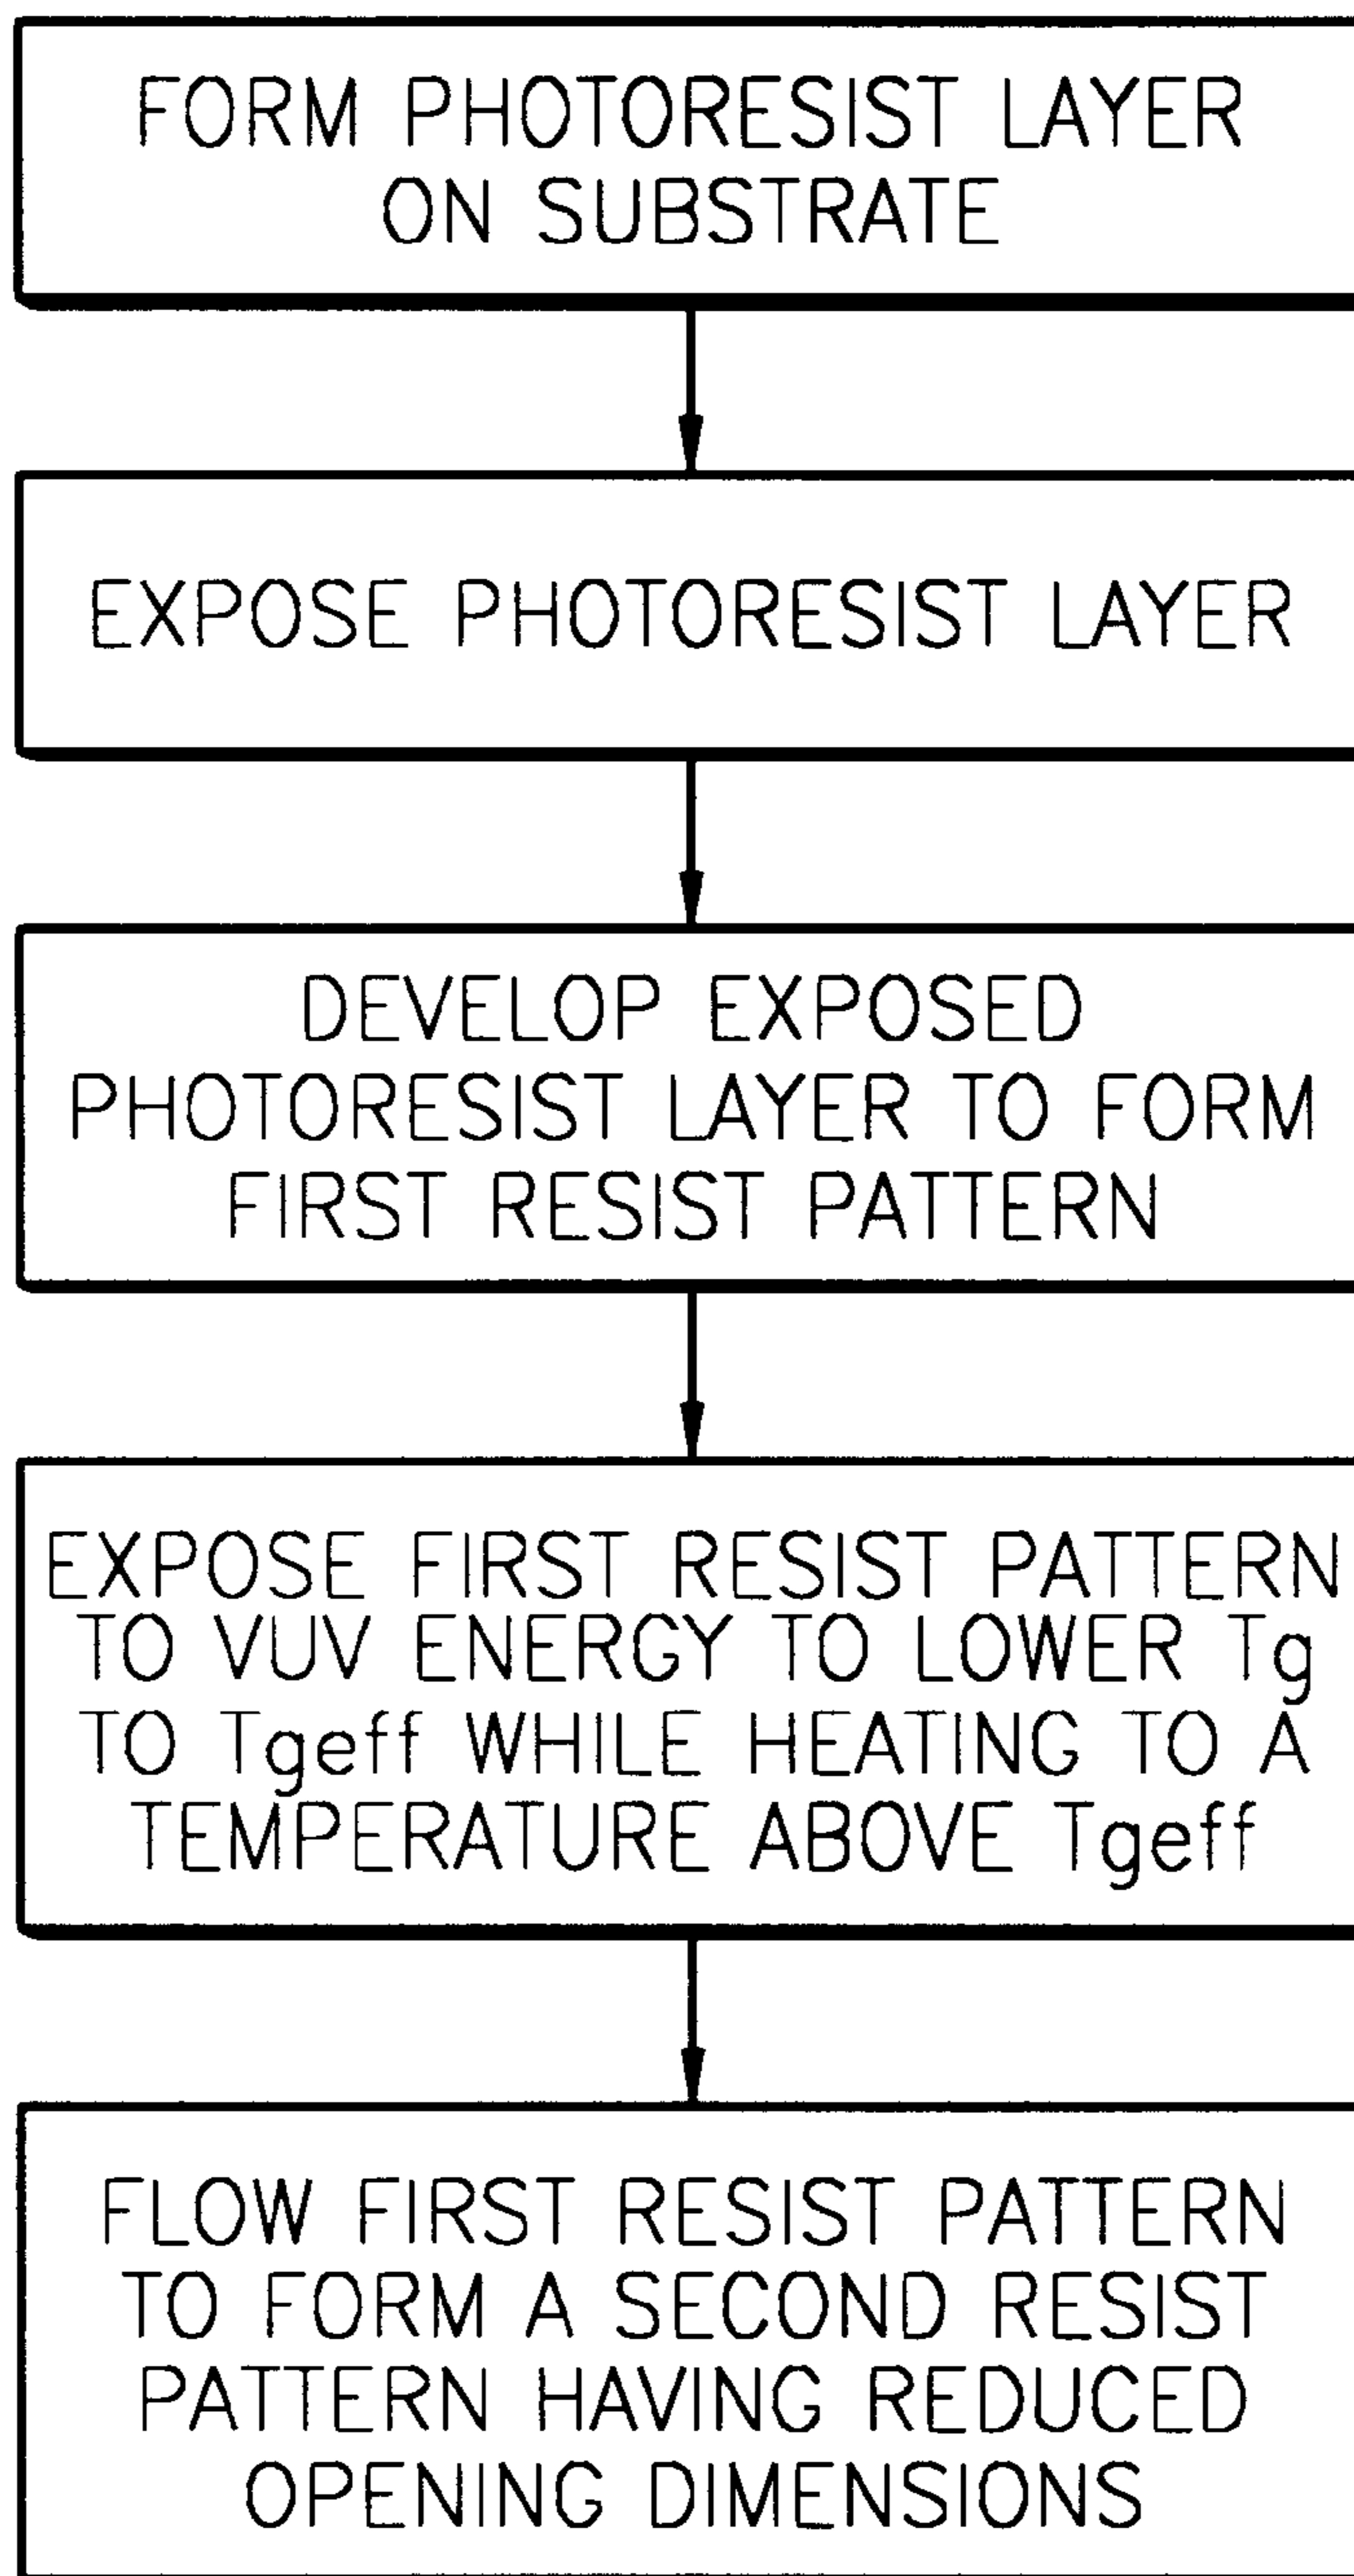 FORM PHOTORESIST LAYER
ON SUBSTRATE
EXPOSE PHOTORESIST LAYER
DEVELOP EXPOSED
PHOTORESIST LAYER TO FORM
FIRST RESIST PATTERN
EXPOSE FIRST RESIST PATTERN
TO VUV ENERGY TO LOWER Tg
TO Tgeff WHILE HEATING TO A
TEMPERATURE ABOVE Tgeff
FLOW FIRST RESIST PATTERN
TO FORM A SECOND RESIST
PATTERN HAVING REDUCED
OPENING DIMENSIONS